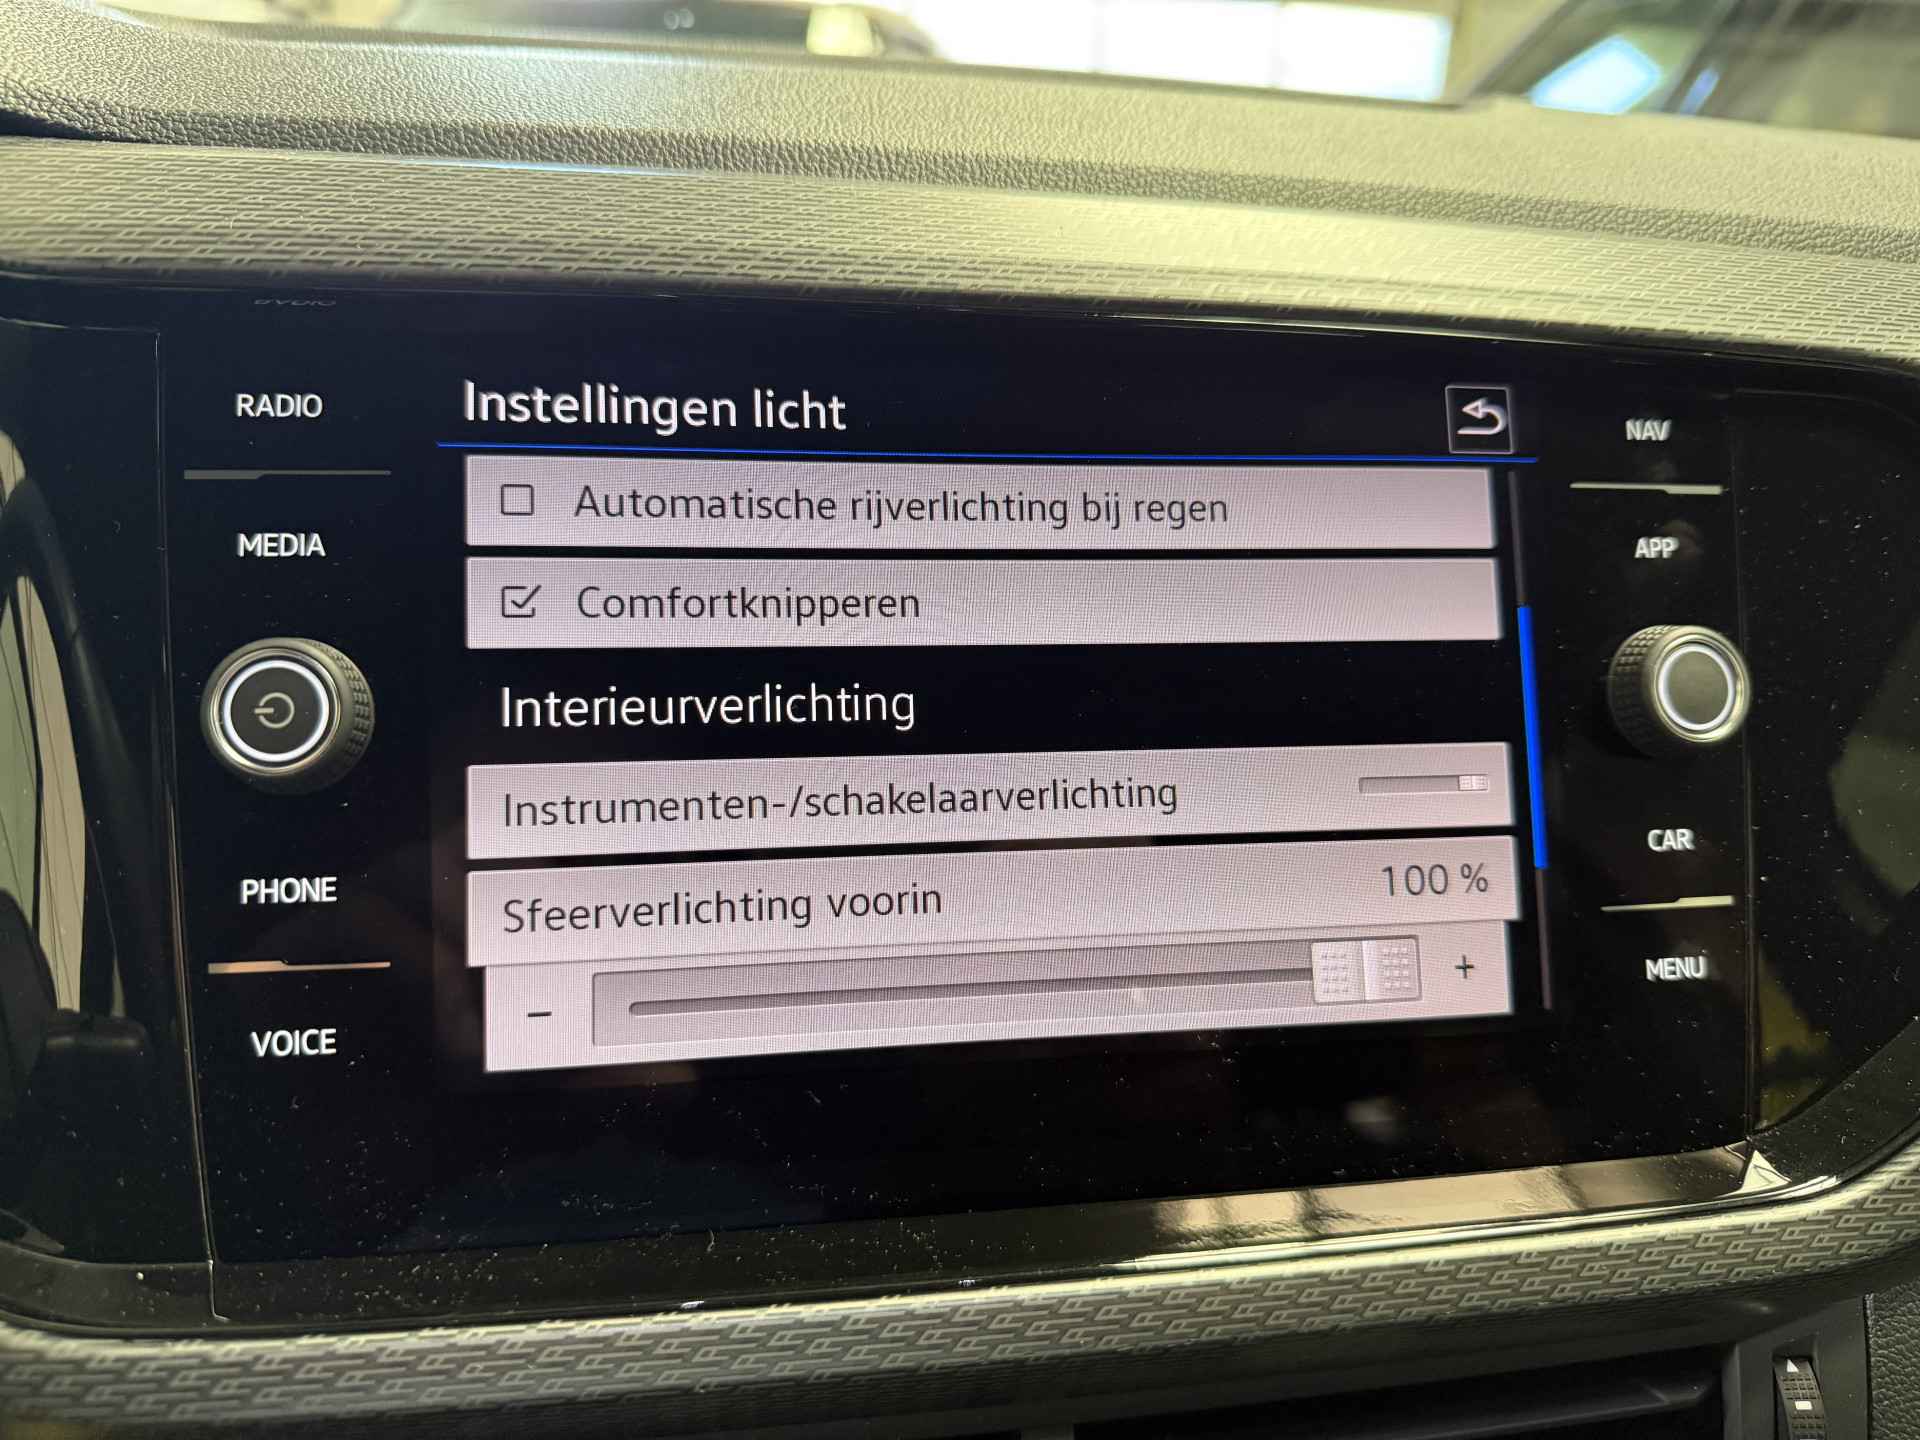 RADIO
MEDIA
PHONE
VOICE
Instellingen licht
Automatische rijverlichting bij regen
Comfortknipperen
Interieurverlichting
Instrumenten-/schakelaarverlichting
Sfeerverlichting voorin 100 %
- +
NAV
APP
CAR
MENU